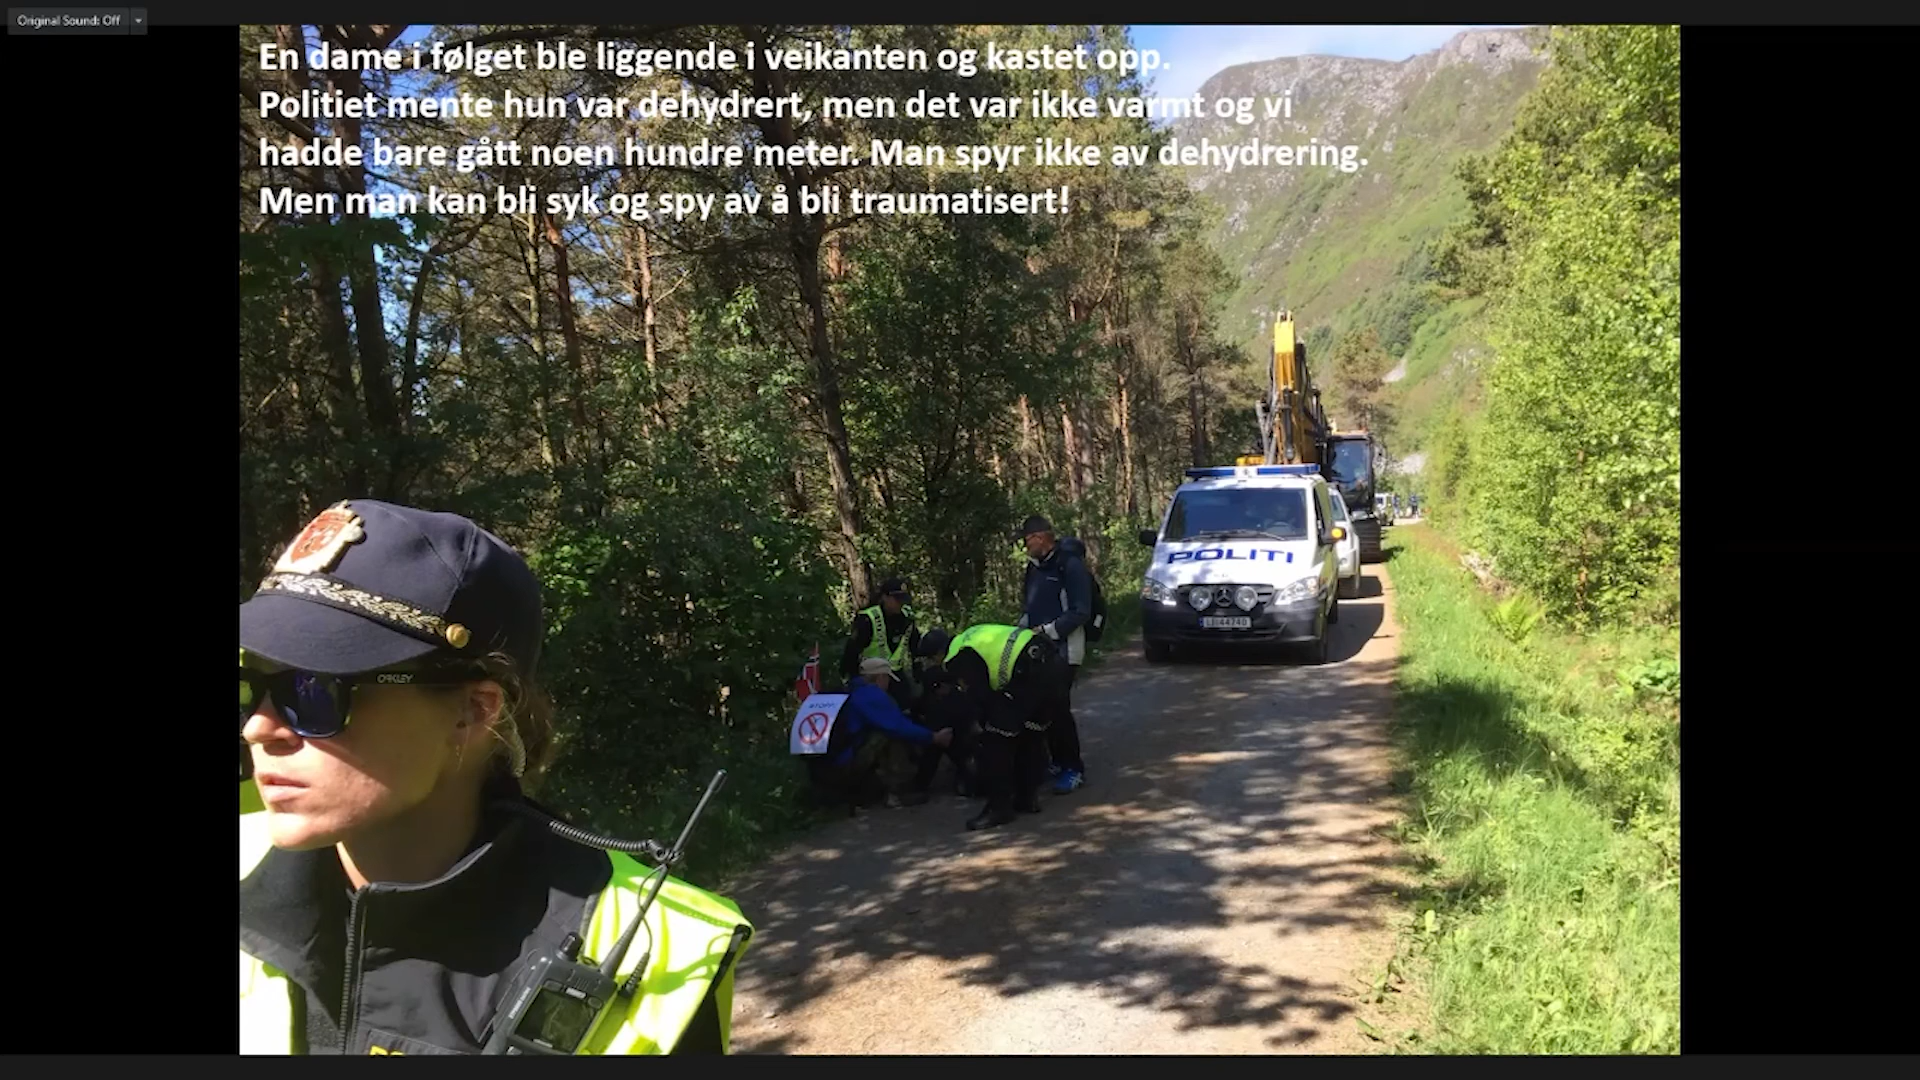 Original Sound: Off
En dame i følget ble liggende i veikanten og kastet opp.
Politiet mente hun var dehydrert, men det var ikke varmt og vi
hadde bare gått noen hundre meter. Man spyr ikke av dehydrering.
Men man kan bli syk og spy av å bli traumatisert!
POLITI
OAKLEY